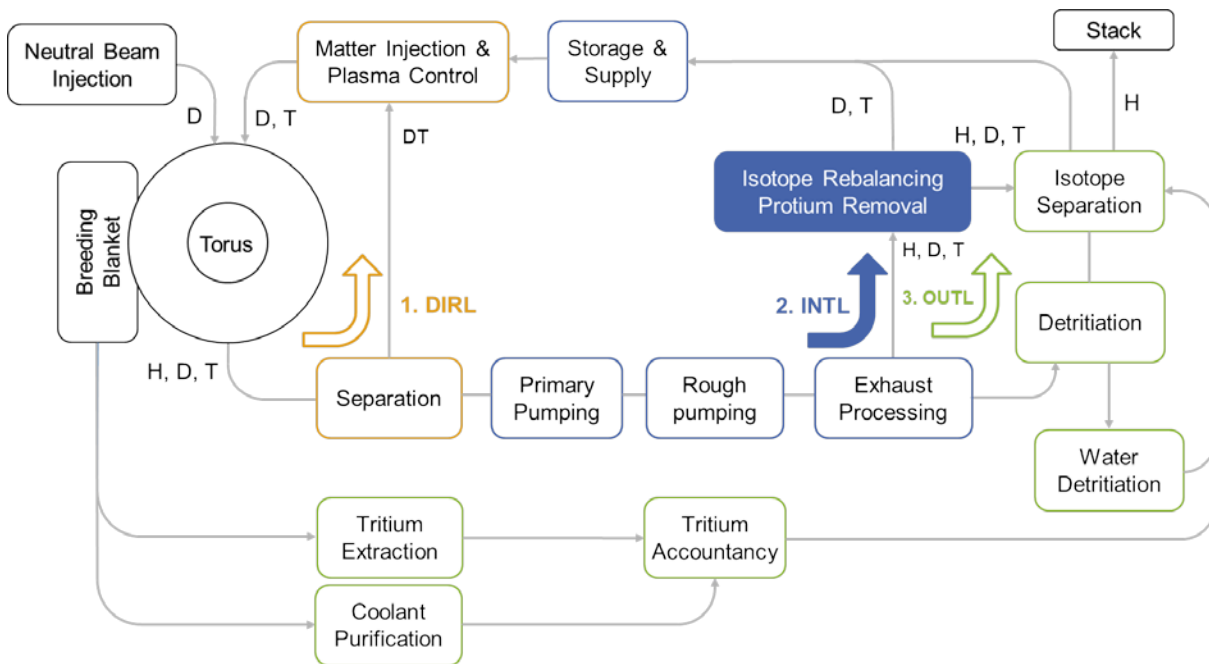 Neutral Beam
Injection
Matter Injection &
Plasma Control
Storage &
Supply
Stack
D
D, T
DT
D, T
H, D, T
H
Breeding
Blanket
Torus
Isotope Rebalancing
Protium Removal
Isotope
Separation
H, D, T
1. DIRL
2. INTL
3. OUTL
Detritiation
H, D, T
Separation
Primary
Pumping
Rough
pumping
Exhaust
Processing
Water
Detritiation
Tritium
Extraction
Tritium
Accountancy
Coolant
Purification